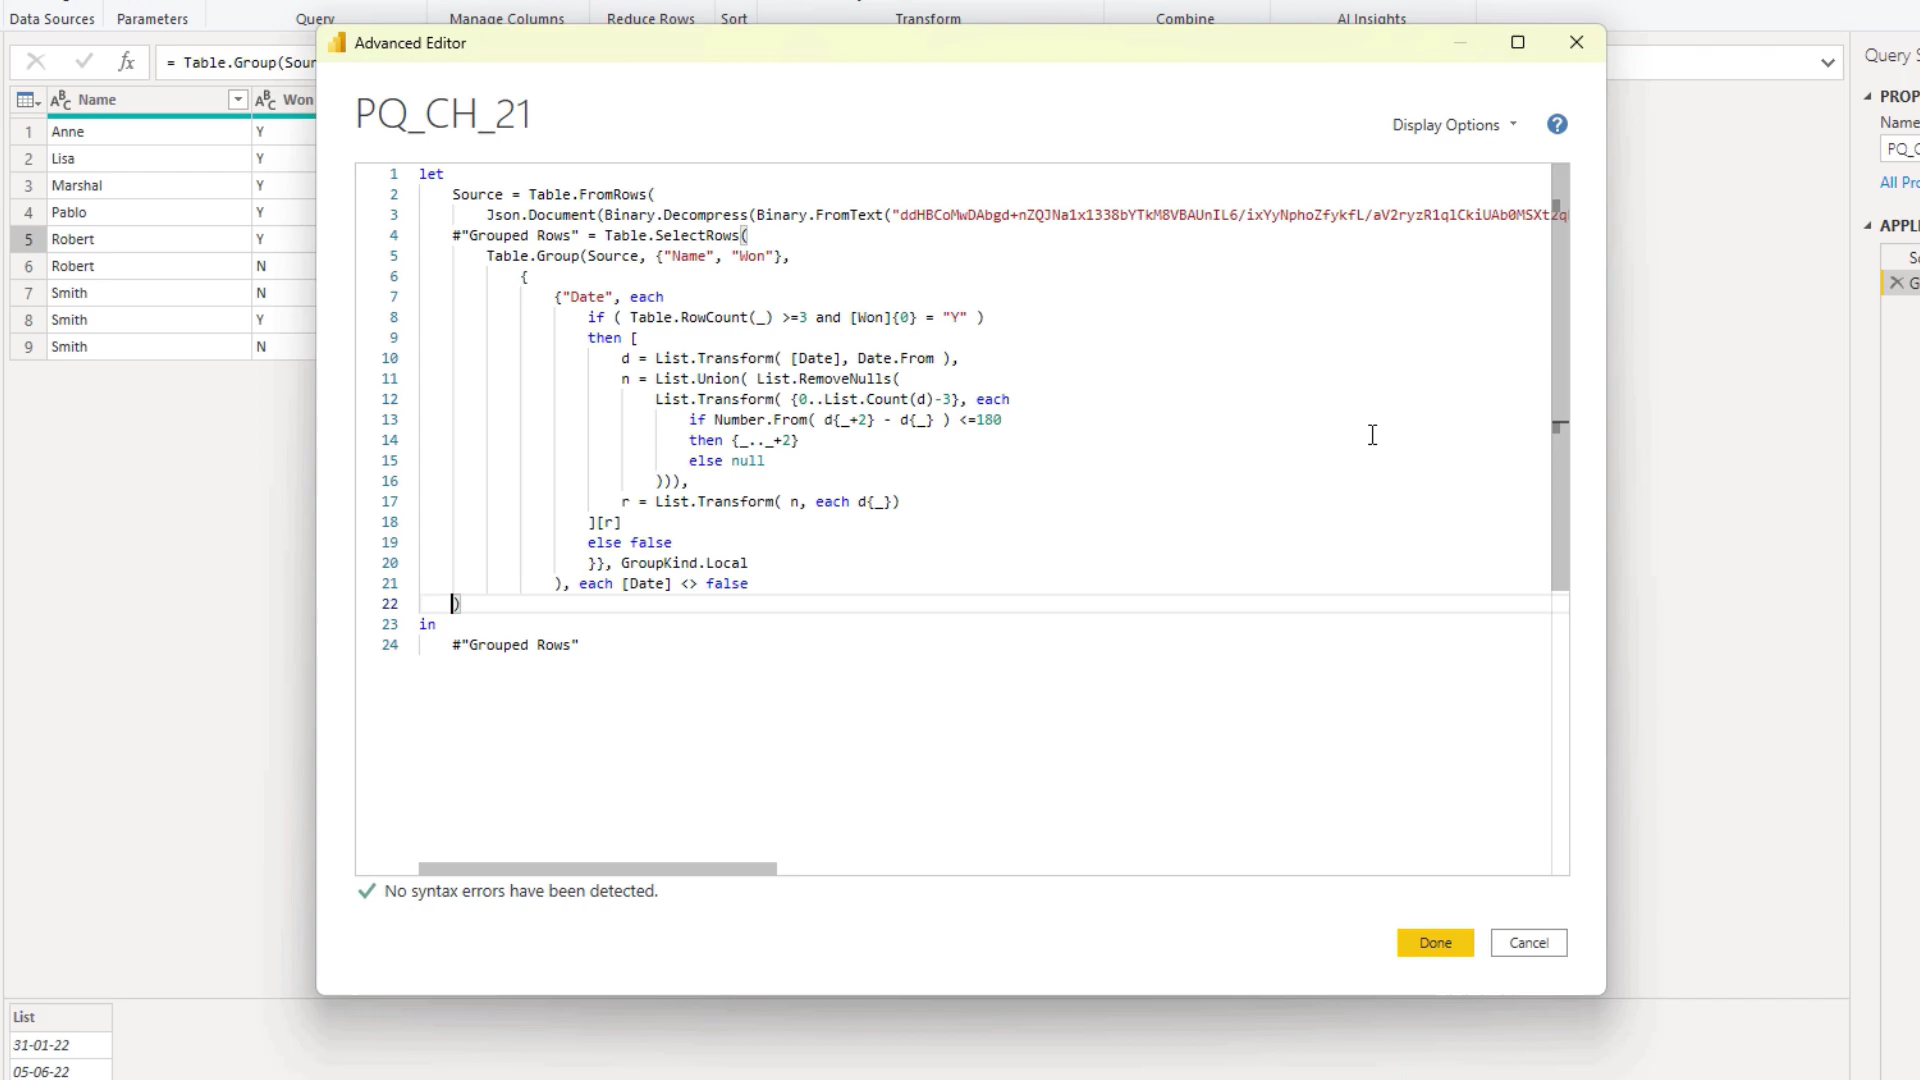 Data Sources
Parameters
Query
Manage Columns
Reduce Rows
Sort
Transform
Combine
AI Insights
Advanced Editor
fx
= Table.Group(Sour
Query S
Name
Won
PROP
Name
PQ_C
All Pro
APPLI
So
G
1 Anne Y
2 Lisa Y
3 Marshal Y
4 Pablo Y
5 Robert Y
6 Robert N
7 Smith N
8 Smith Y
9 Smith N
PQ_CH_21
Display Options
?
1 let
2 Source = Table.FromRows(
3 Json.Document(Binary.Decompress(Binary.FromText("ddHBCoMwDAbgd+nZQJNa1x1338bYTkM8VBAUnIL6/ixYyNphoZfykfL/aV2ryzR1qlCkiUAb0MSXt2q
4 #"Grouped Rows" = Table.SelectRows(
5 Table.Group(Source, {"Name", "Won"},
6 {
7 {"Date", each
8 if ( Table.RowCount(_) >=3 and [Won]{0} = "Y" )
9 then [
10 d = List.Transform( [Date], Date.From ),
11 n = List.Union( List.RemoveNulls(
12 List.Transform( {0..List.Count(d)-3}, each
13 if Number.From( d{_+2} - d{_} ) <=180
14 then {_.._+2}
15 else null
16 ))),
17 r = List.Transform( n, each d{_})
18 ][r]
19 else false
20 }}, GroupKind.Local
21 ), each [Date] <> false
22 )
23 in
24 #"Grouped Rows"
No syntax errors have been detected.
Done
Cancel
List
31-01-22
05-06-22